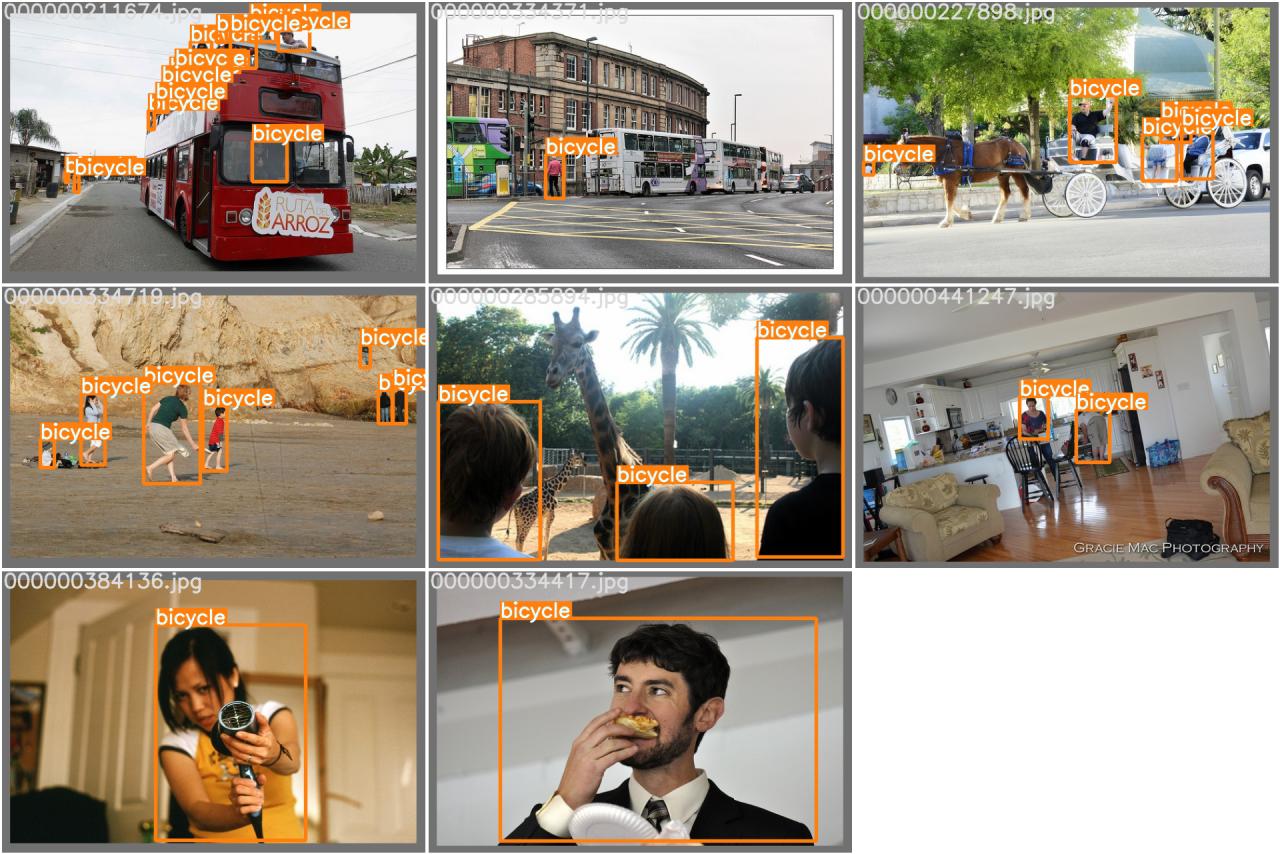 000000211674.jpg
bicycle
bicycle
bicycle
bicycle
bicycle
bicycle
bicycle
bicycle
bicycle
bicycle
bicycle
RUTA
ARROZ
000000334371.jpg
bicycle
000000227898.jpg
bicycle
bicycle
bicycle
bicycle
bicycle
000000334719.jpg
bicycle
bicycle
bicycle
bicycle
bicycle
bicycle
000000285894.jpg
bicycle
bicycle
bicycle
000000441247.jpg
bicycle
bicycle
GRACIE MAC PHOTOGRAPHY
000000384136.jpg
bicycle
000000334417.jpg
bicycle